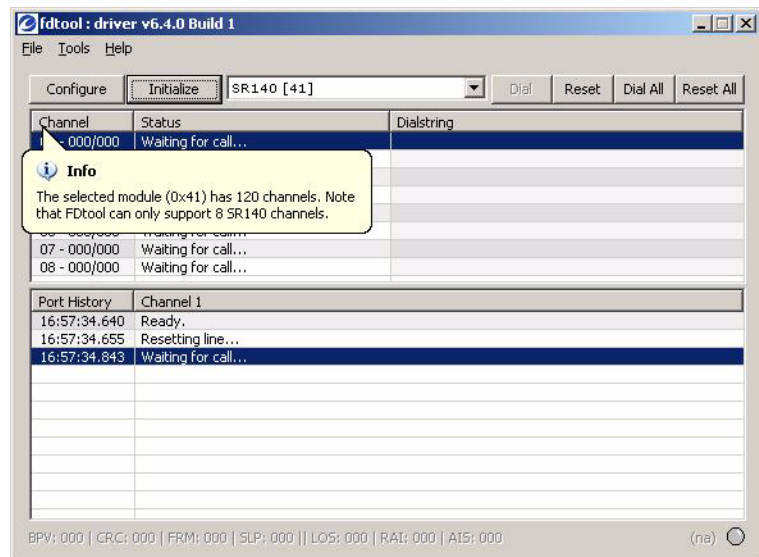 fdtool : driver v6.4.0 Build 1
File Tools Help
Configure Initialize SR140 [41] Dial Reset Dial All Reset All
Channel Status Dialstring
000/000 Waiting for call...
Info
The selected module (0x41) has 120 channels. Note
that FDtool can only support 8 SR140 channels.
07 - 000/000 Waiting for call...
08 - 000/000 Waiting for call...
Port History Channel 1
16:57:34.640 Ready.
16:57:34.655 Resetting line...
16:57:34.843 Waiting for call...
BPV: 000 | CRC: 000 | FRM: 000 | SLP: 000 || LOS: 000 | RAI: 000 | AIS: 000 (na)